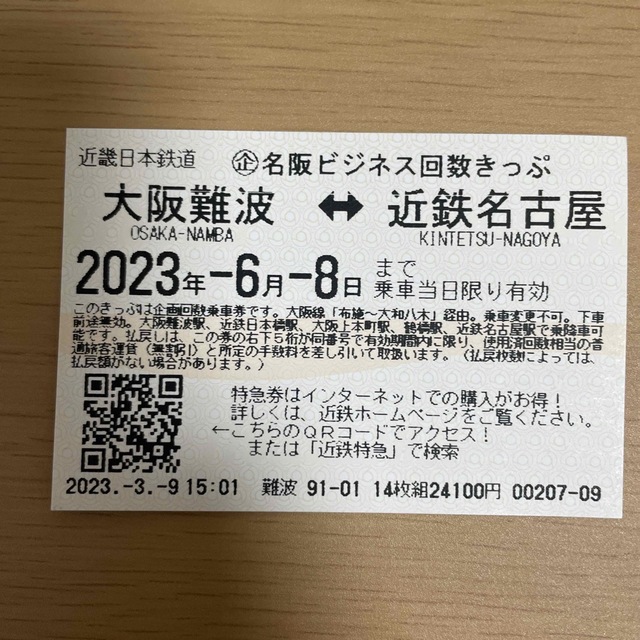 近畿日本鉄道 ㊭名阪ビジネス回数きっぷ
大阪難波 ↔ 近鉄名古屋
OSAKA-NAMBA KINTETSU-NAGOYA
2023年-6月-8日まで
乗車当日限り有効
このきっぷは企画回数乗車券です。大阪線「布施〜大和八木」経由。乗車変更不可。下車
前途無効。大阪難波駅、近鉄日本橋駅、大阪上本町駅、鶴橋駅、近鉄名古屋駅で乗降車可
能です。払戻しは、この券の右下5桁が同番号で有効期間内に限り、使用済回数相当の普
通旅客運賃（無割引）と所定の手数料を差し引いて取扱います。（払戻枚数によっては、
払戻額がない場合があります。）
特急券はインターネットでの購入がお得！
詳しくは、近鉄ホームページをご覧ください。
←こちらのQRコードでアクセス！
または「近鉄特急」で検索
2023.-3.-9 15:01 難波 91-01 14枚組24100円 00207-09